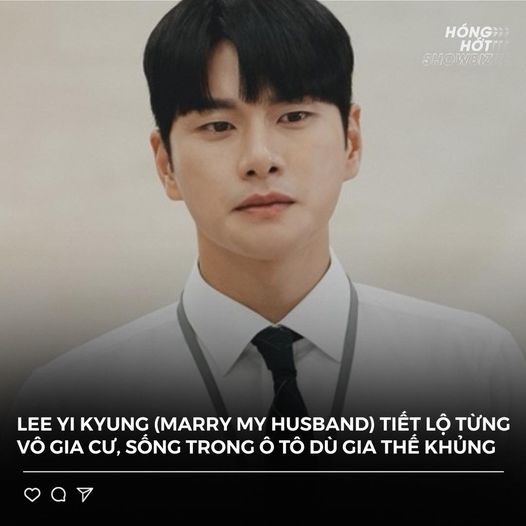 HÓNG
HỚT
SHOWBIZ
LEE YI KYUNG (MARRY MY HUSBAND) TIẾT LỘ TỪNG
VÔ GIA CƯ, SỐNG TRONG Ô TÔ DÙ GIA THẾ KHỦNG